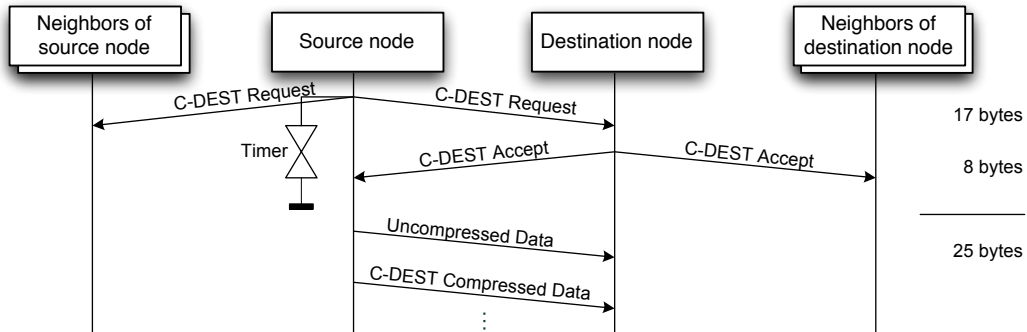 Neighbors of
source node
Source node
Destination node
Neighbors of
destination node
C-DEST Request
C-DEST Request
17 bytes
Timer
C-DEST Accept
C-DEST Accept
8 bytes
Uncompressed Data
25 bytes
C-DEST Compressed Data
⋮